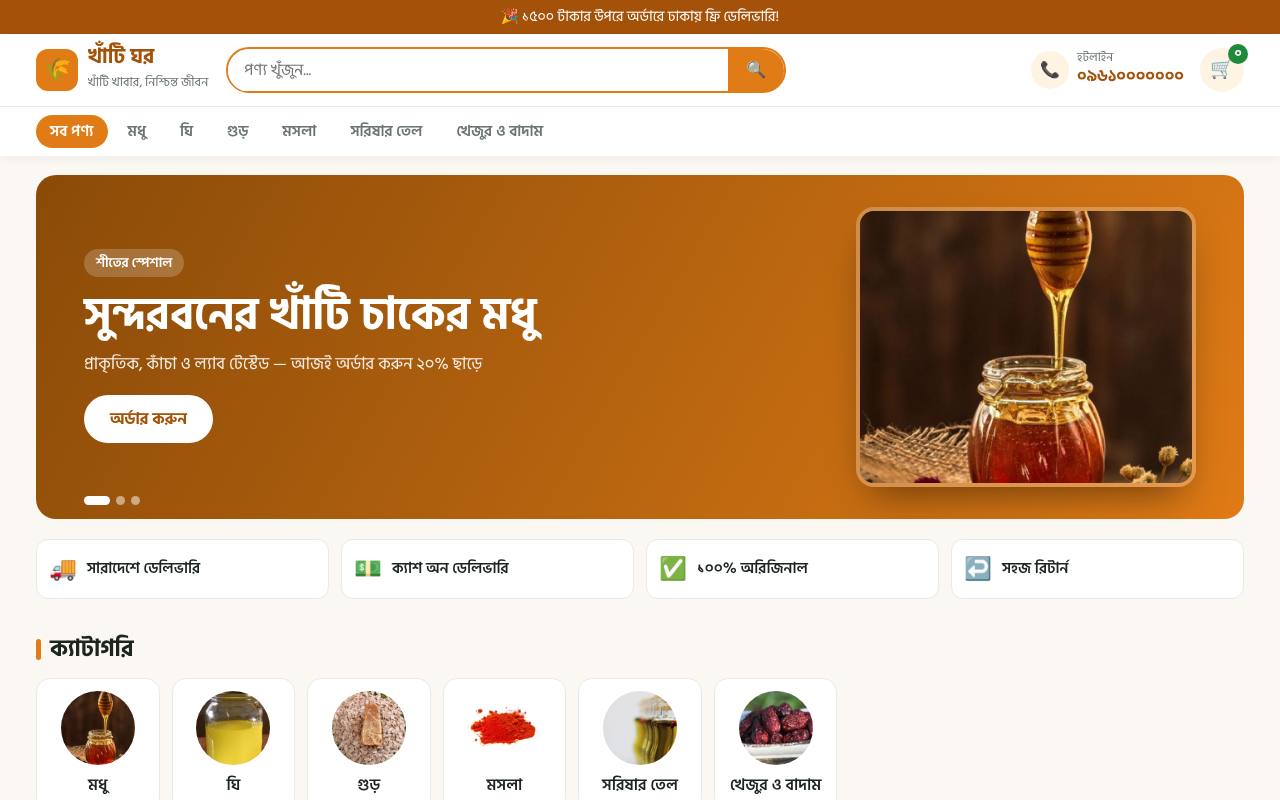 🎉 ১৫০০ টাকার উপরে অর্ডারে ঢাকায় ফ্রি ডেলিভারি!
খাঁটি ঘর
খাঁটি খাবার, নিশ্চিন্ত জীবন
পণ্য খুঁজুন...
হটলাইন
০৯৬১০০০০০০০
০
সব পণ্য
মধু
ঘি
গুড়
মসলা
সরিষার তেল
খেজুর ও বাদাম
শীতের স্পেশাল
সুন্দরবনের খাঁটি চাকের মধু
প্রাকৃতিক, কাঁচা ও ল্যাব টেস্টেড — আজই অর্ডার করুন ২০% ছাড়ে
অর্ডার করুন
সারাদেশে ডেলিভারি
ক্যাশ অন ডেলিভারি
১০০% অরিজিনাল
সহজ রিটার্ন
ক্যাটাগরি
মধু
ঘি
গুড়
মসলা
সরিষার তেল
খেজুর ও বাদাম